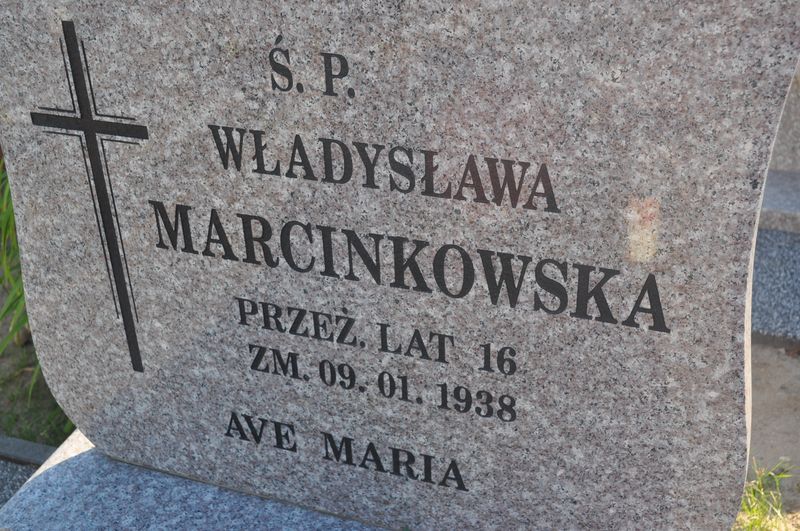 Ś. P.
WŁADYSŁAWA
MARCINKOWSKA
PRZEŻ. LAT 16
ZM. 09. 01. 1938
AVE MARIA